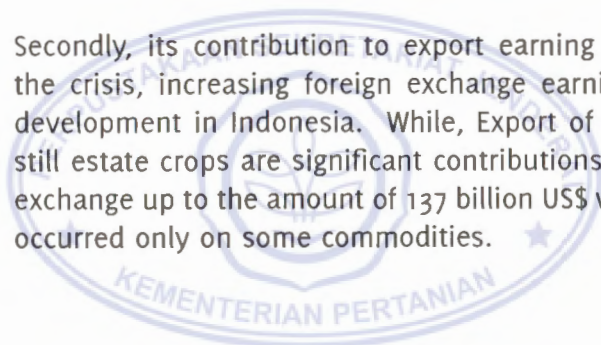 Secondly, its contribution to export earning
the crisis, increasing foreign exchange earni
development in Indonesia. While, Export of
still estate crops are significant contributions
exchange up to the amount of 137 billion US$
occurred only on some commodities.
KEMENTERIAN PERTANIAN